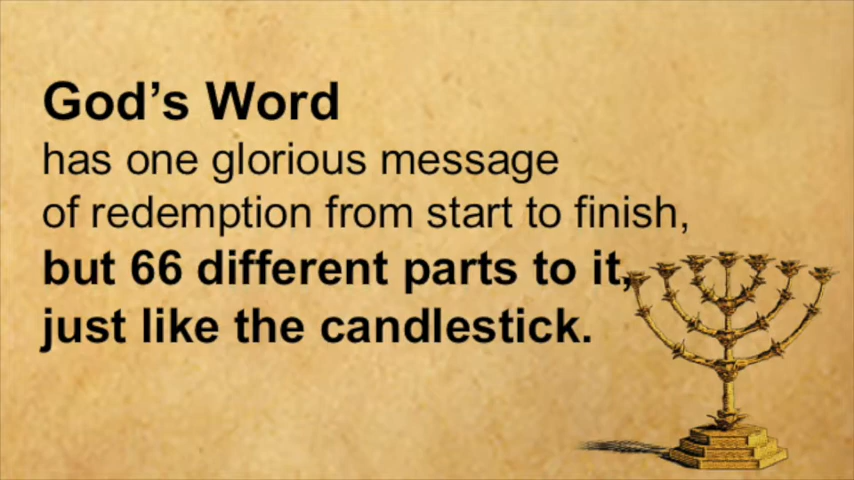 God’s Word
has one glorious message
of redemption from start to finish,
but 66 different parts to it,
just like the candlestick.